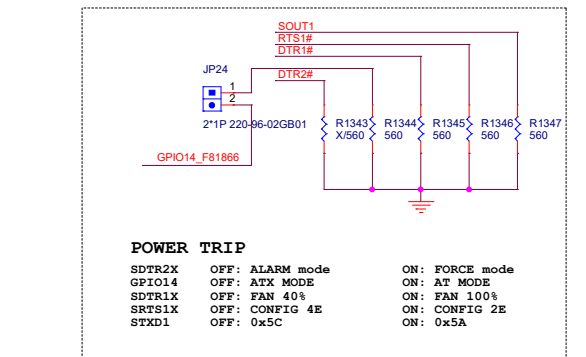 SOUT1
RTS1#
DTR1#
JP24
DTR2#
1
2
2*1P 220-96-02GB01
R1343
X/560
R1344
560
R1345
560
R1346
560
R1347
560
GPIO14_F81866
POWER TRIP
SDTR2X OFF: ALARM mode ON: FORCE mode
GPIO14 OFF: ATX MODE ON: AT MODE
SDTR1X OFF: FAN 40% ON: FAN 100%
SRTS1X OFF: CONFIG 4E ON: CONFIG 2E
STXD1 OFF: 0x5C ON: 0x5A